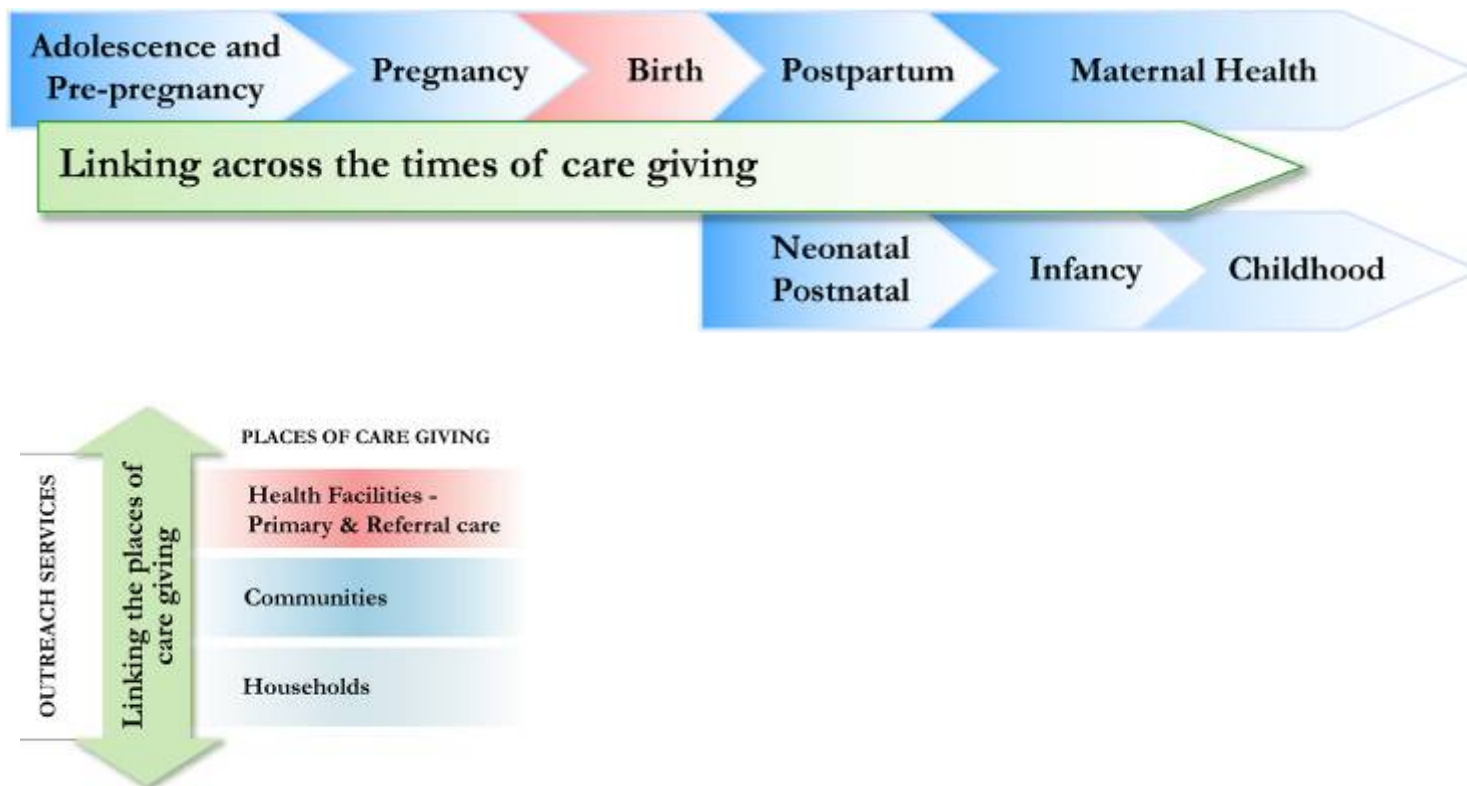 Adolescence and
Pre-pregnancy
Pregnancy
Birth
Postpartum
Maternal Health
Linking across the times of care giving
Neonatal
Postnatal
Infancy
Childhood
OUTREACH SERVICES
Linking the places of
care giving
PLACES OF CARE GIVING
Health Facilities -
Primary & Referral care
Communities
Households